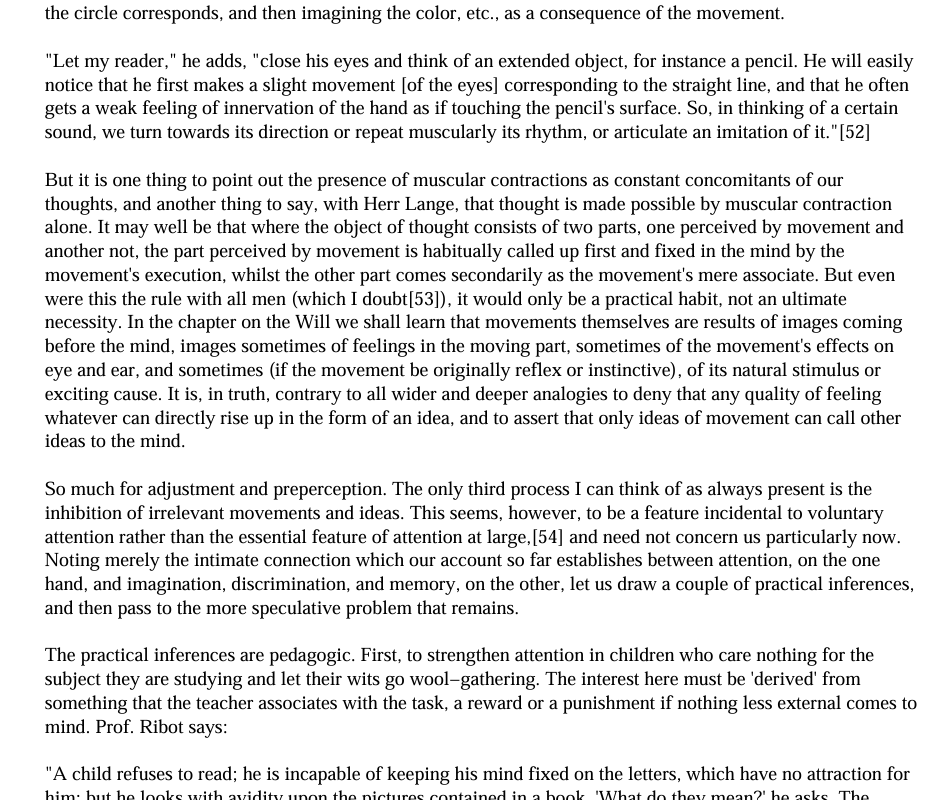 the circle corresponds, and then imagining the color, etc., as a consequence of the movement.
"Let my reader," he adds, "close his eyes and think of an extended object, for instance a pencil. He will easily
notice that he first makes a slight movement [of the eyes] corresponding to the straight line, and that he often
gets a weak feeling of innervation of the hand as if touching the pencil's surface. So, in thinking of a certain
sound, we turn towards its direction or repeat muscularly its rhythm, or articulate an imitation of it."[52]
But it is one thing to point out the presence of muscular contractions as constant concomitants of our
thoughts, and another thing to say, with Herr Lange, that thought is made possible by muscular contraction
alone. It may well be that where the object of thought consists of two parts, one perceived by movement and
another not, the part perceived by movement is habitually called up first and fixed in the mind by the
movement's execution, whilst the other part comes secondarily as the movement's mere associate. But even
were this the rule with all men (which I doubt[53]), it would only be a practical habit, not an ultimate
necessity. In the chapter on the Will we shall learn that movements themselves are results of images coming
before the mind, images sometimes of feelings in the moving part, sometimes of the movement's effects on
eye and ear, and sometimes (if the movement be originally reflex or instinctive), of its natural stimulus or
exciting cause. It is, in truth, contrary to all wider and deeper analogies to deny that any quality of feeling
whatever can directly rise up in the form of an idea, and to assert that only ideas of movement can call other
ideas to the mind.
So much for adjustment and preperception. The only third process I can think of as always present is the
inhibition of irrelevant movements and ideas. This seems, however, to be a feature incidental to voluntary
attention rather than the essential feature of attention at large,[54] and need not concern us particularly now.
Noting merely the intimate connection which our account so far establishes between attention, on the one
hand, and imagination, discrimination, and memory, on the other, let us draw a couple of practical inferences,
and then pass to the more speculative problem that remains.
The practical inferences are pedagogic. First, to strengthen attention in children who care nothing for the
subject they are studying and let their wits go wool−gathering. The interest here must be 'derived' from
something that the teacher associates with the task, a reward or a punishment if nothing less external comes to
mind. Prof. Ribot says:
"A child refuses to read; he is incapable of keeping his mind fixed on the letters, which have no attraction for
him; but he looks with avidity upon the pictures contained in a book. 'What do they mean?' he asks. The